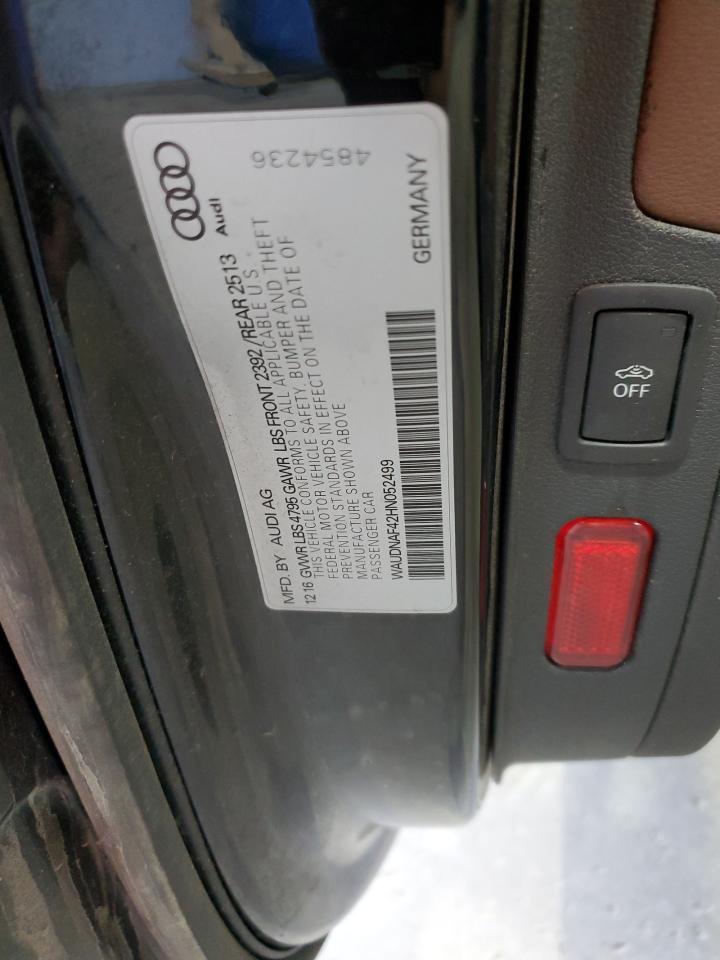 MFD. BY AUDI AG
Audi
12 16 GVWR LBS 4795 GAWR LBS FRONT 2392 / REAR 2513
THIS VEHICLE CONFORMS TO ALL APPLICABLE U.S.
FEDERAL MOTOR VEHICLE SAFETY, BUMPER AND THEFT
PREVENTION STANDARDS IN EFFECT ON THE DATE OF
MANUFACTURE SHOWN ABOVE
PASSENGER CAR
4854236
WAUDNAF42HN052499
GERMANY
OFF